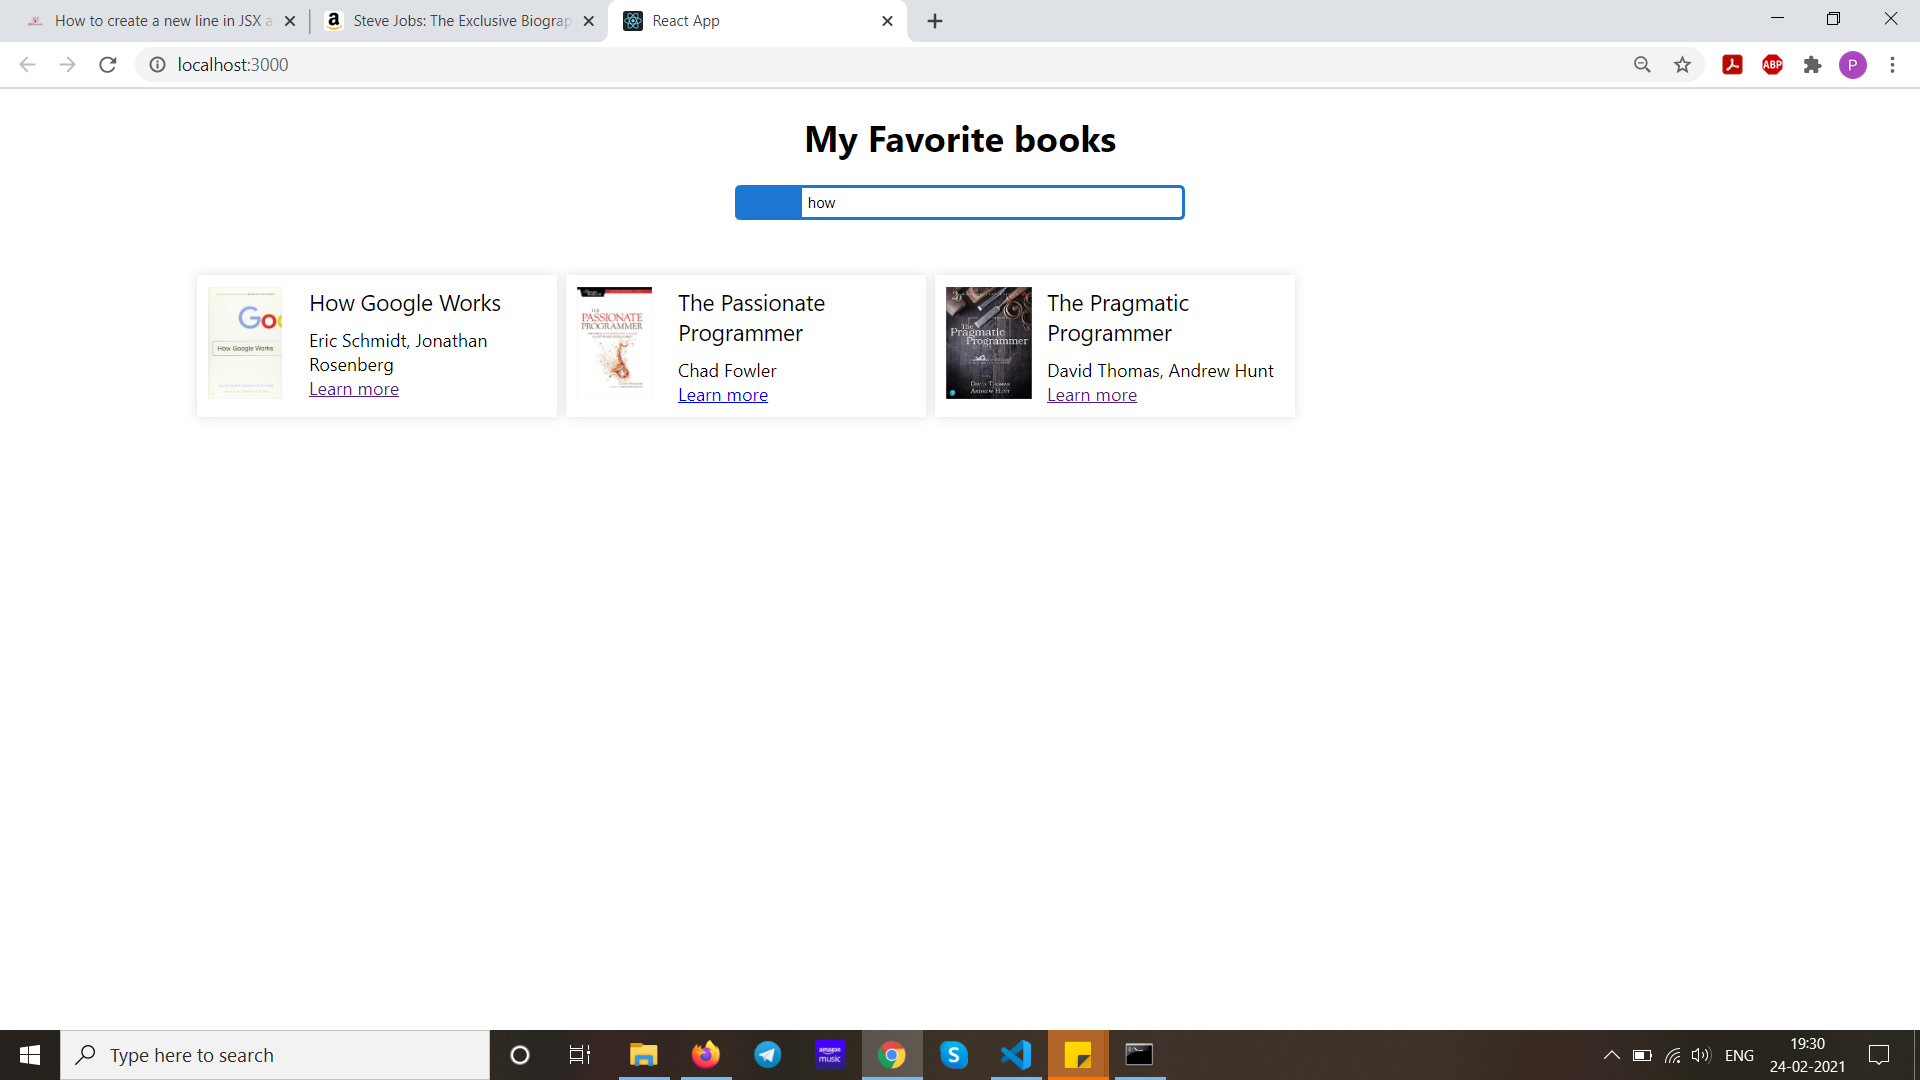 How to create a new line in JSX a
Steve Jobs: The Exclusive Biograp
React App
localhost:3000
ABP
P
My Favorite books
how
How Google Works
How Google Works
Eric Schmidt, Jonathan
Rosenberg
Learn more
THE
PASSIONATE
PROGRAMMER
The Passionate
Programmer
Chad Fowler
Learn more
The
Pragmatic
Programmer
DAVID THOMAS
ANDREW HUNT
The Pragmatic
Programmer
David Thomas, Andrew Hunt
Learn more
Type here to search
amazon
music
ENG
19:30
24-02-2021